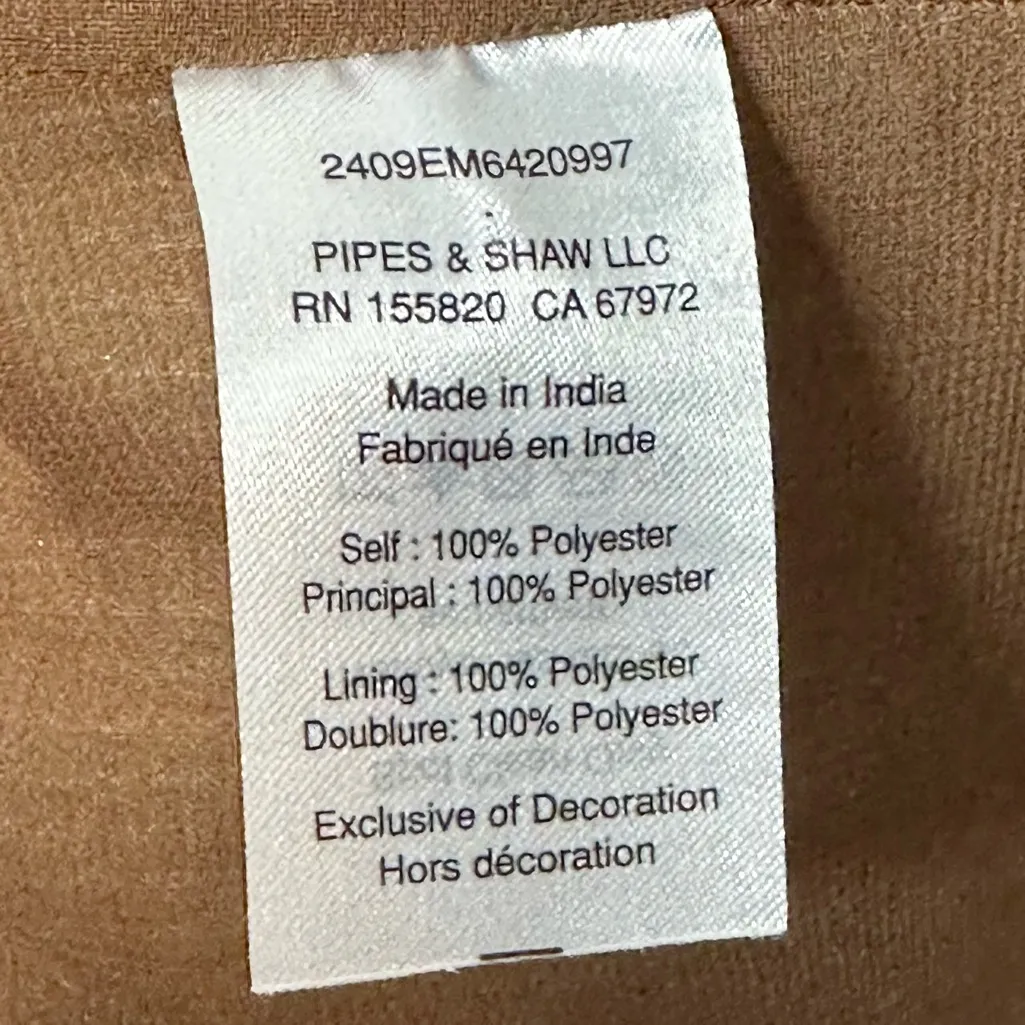 2409EM6420997
PIPES & SHAW LLC
RN 155820 CA 67972
Made in India
Fabriqué en Inde
Self : 100% Polyester
Principal : 100% Polyester
Lining : 100% Polyester
Doublure: 100% Polyester
Exclusive of Decoration
Hors décoration